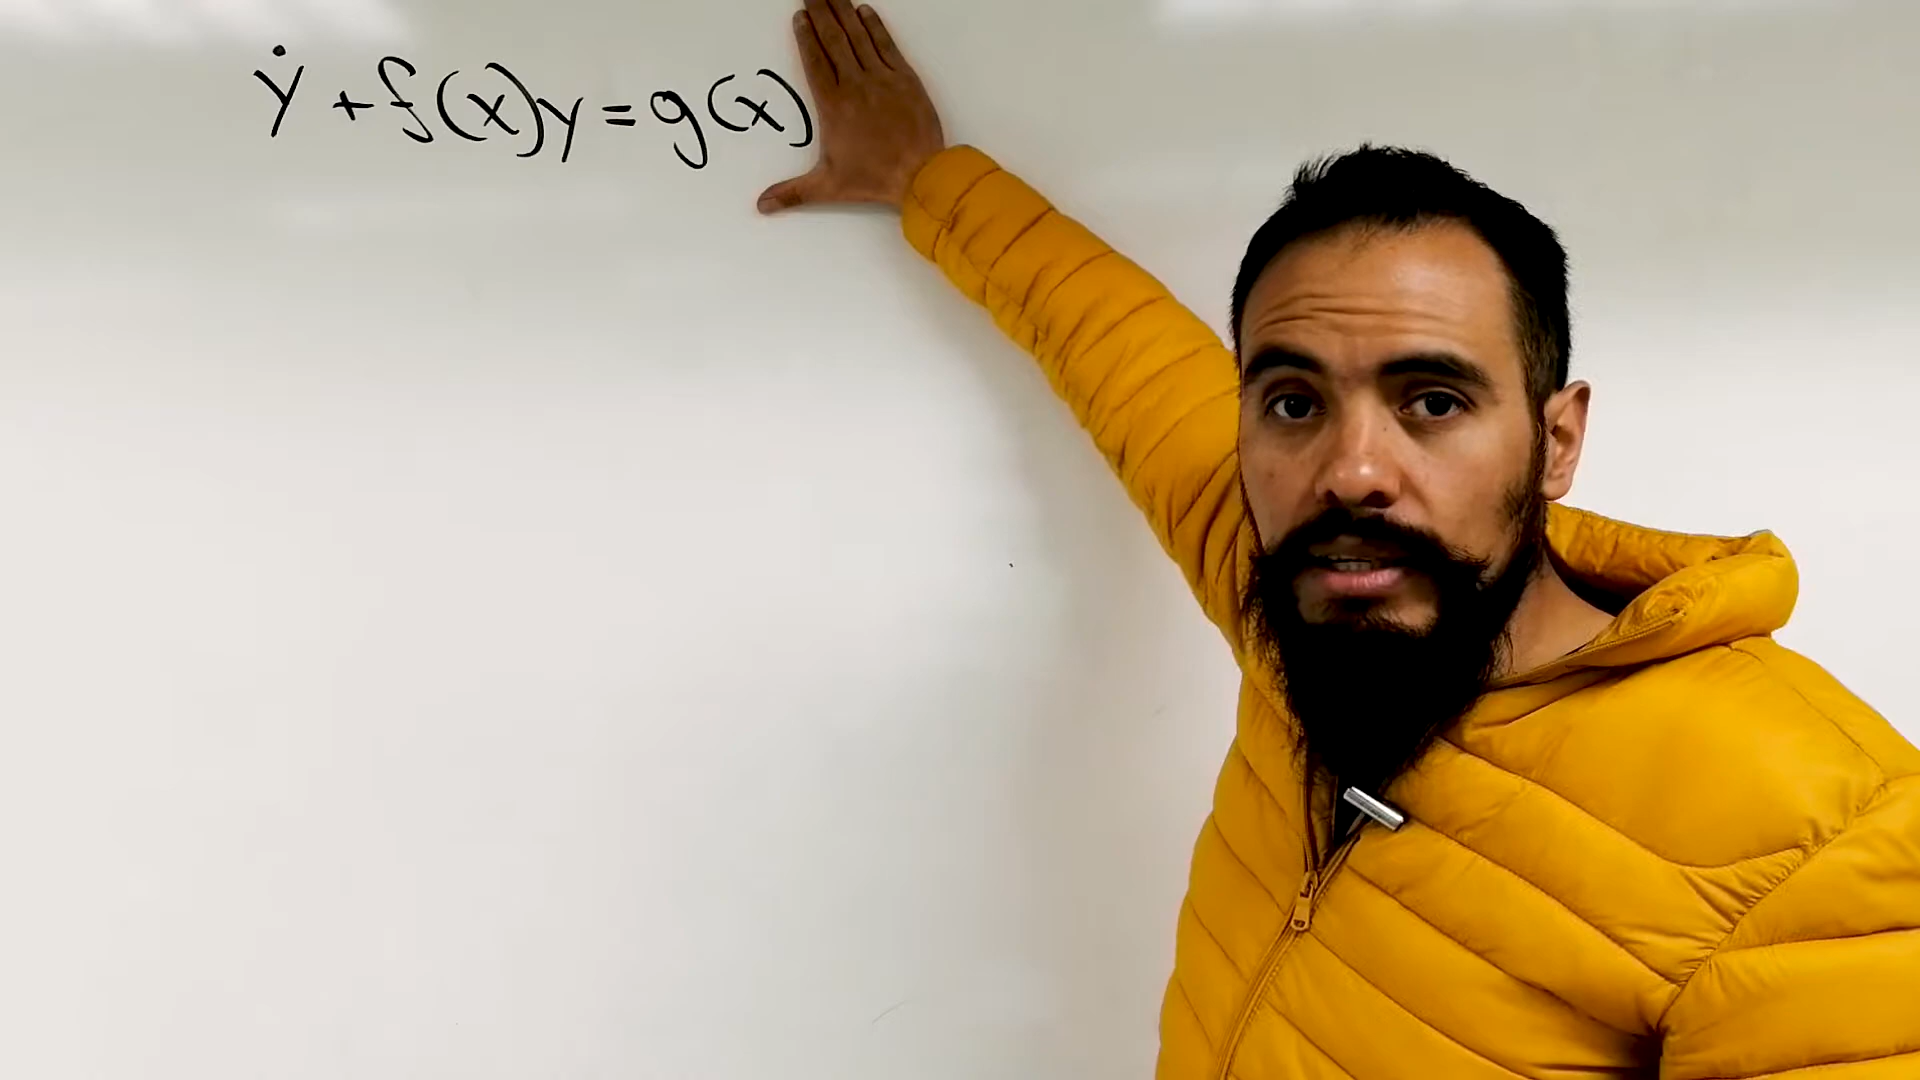 ẏ + f(x)y = g(x)